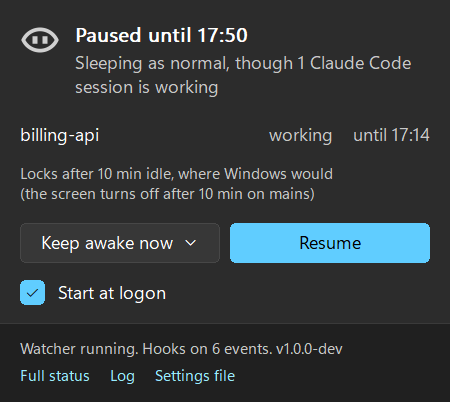 Paused until 17:50
Sleeping as normal, though 1 Claude Code
session is working
billing-api working until 17:14
Locks after 10 min idle, where Windows would
(the screen turns off after 10 min on mains)
Keep awake now Resume
Start at logon
Watcher running. Hooks on 6 events. v1.0.0-dev
Full status Log Settings file